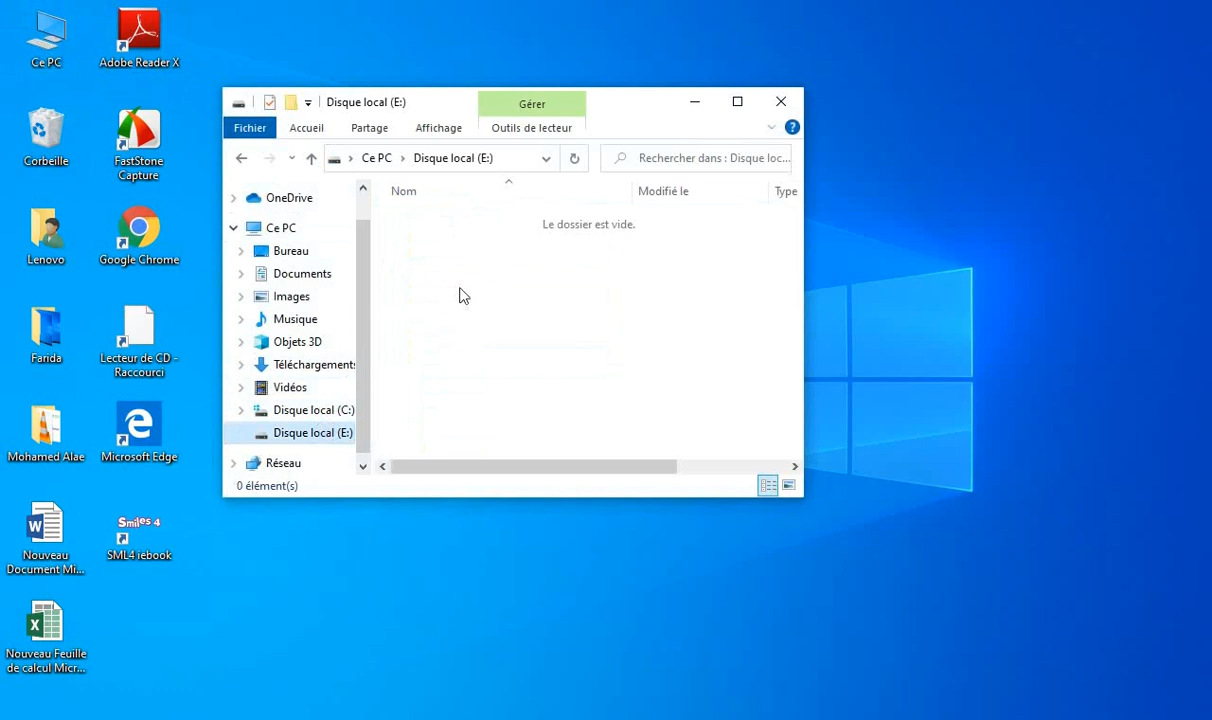 Ce PC
Adobe Reader X
Corbeille
FastStone
Capture
Lenovo
Google Chrome
Farida
Lecteur de CD -
Raccourci
Mohamed Alae
Microsoft Edge
Nouveau
Document Mi...
Smiles 4
SML4 iebook
Nouveau Feuille
de calcul Micr...
Disque local (E:)
Gérer
Fichier
Accueil
Partage
Affichage
Outils de lecteur
Ce PC
Disque local (E:)
Rechercher dans : Disque loc...
OneDrive
Ce PC
Bureau
Documents
Images
Musique
Objets 3D
Téléchargements
Vidéos
Disque local (C:)
Disque local (E:)
Réseau
Nom
Modifié le
Type
Le dossier est vide.
0 élément(s)